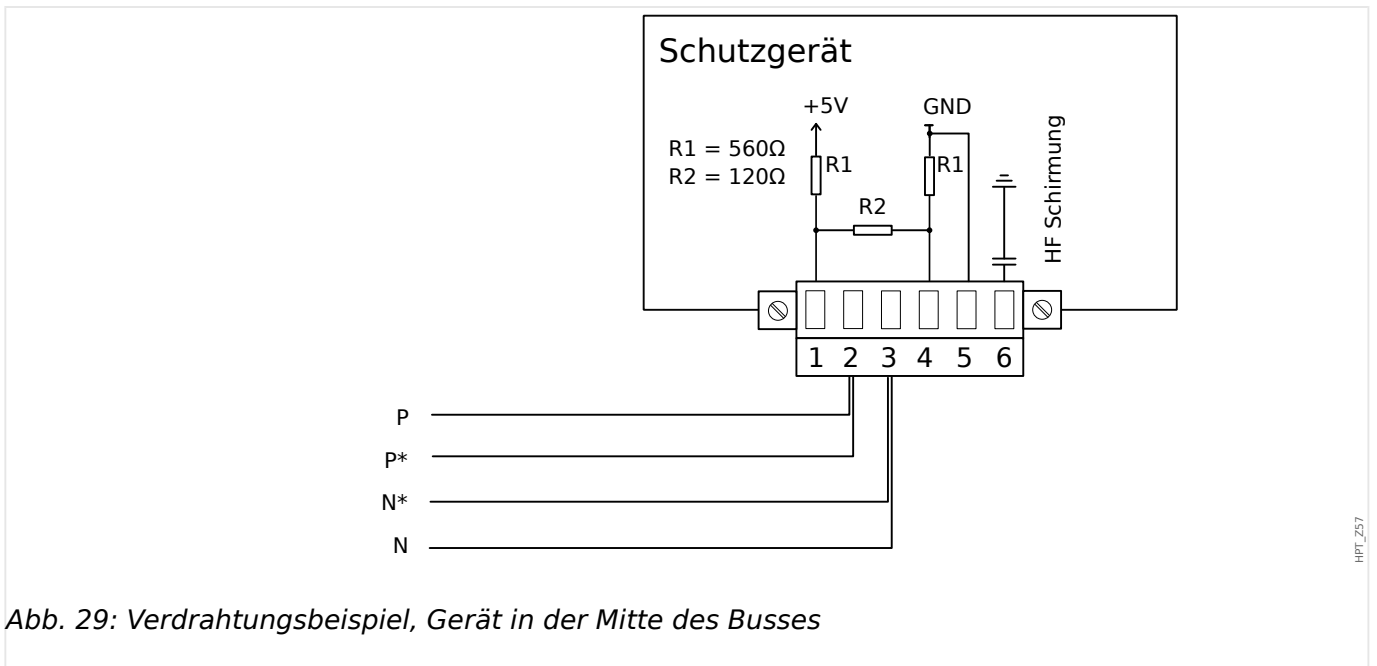 Schutzgerät
+5V
GND
R1 = 560Ω
R2 = 120Ω
R1
R1
R2
HF Schirmung
1 2 3 4 5 6
P
P*
N*
N
HPT_Z57
Abb. 29: Verdrahtungsbeispiel, Gerät in der Mitte des Busses